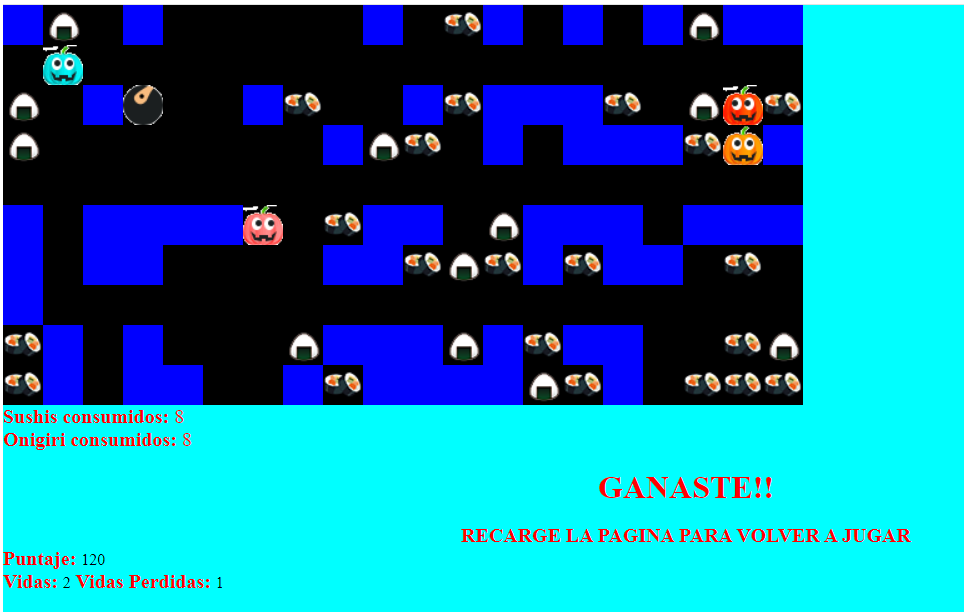 Sushis consumidos: 8
Onigiri consumidos: 8
GANASTE!!
RECARGE LA PAGINA PARA VOLVER A JUGAR
Puntaje: 120
Vidas: 2 Vidas Perdidas: 1